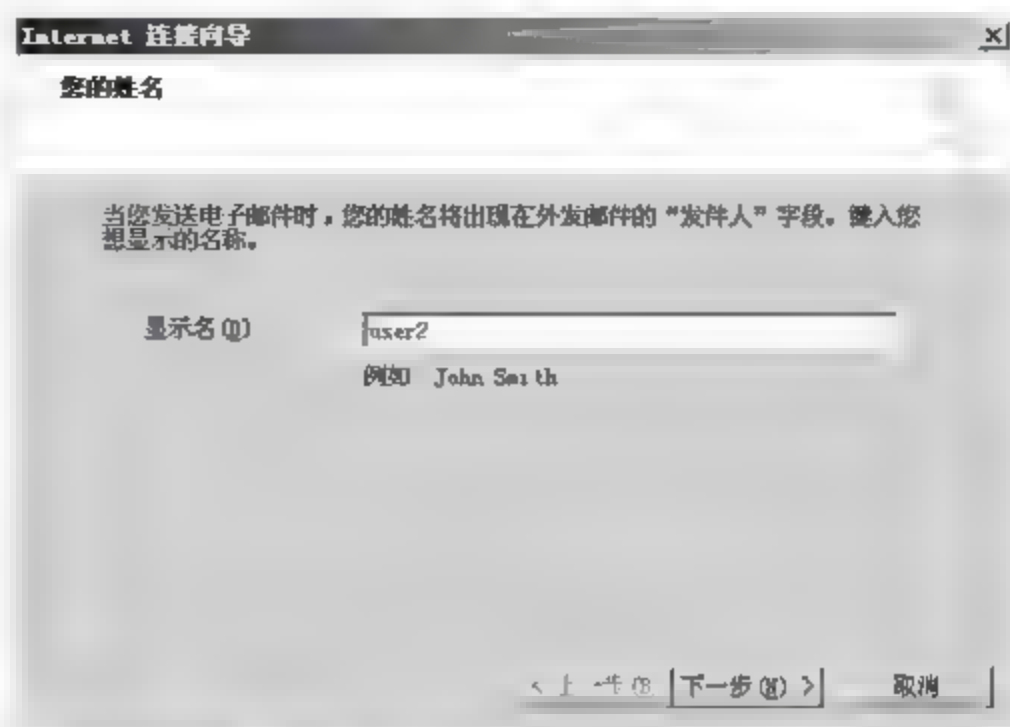 Internet 连接向导
您的姓名
当您发送电子邮件时，您的姓名将出现在外发邮件的“发件人”字段。键入您
想显示的名称。
显示名(D)
user2
例如 John Smith
< 上一步(B 下一步(N) > 取消